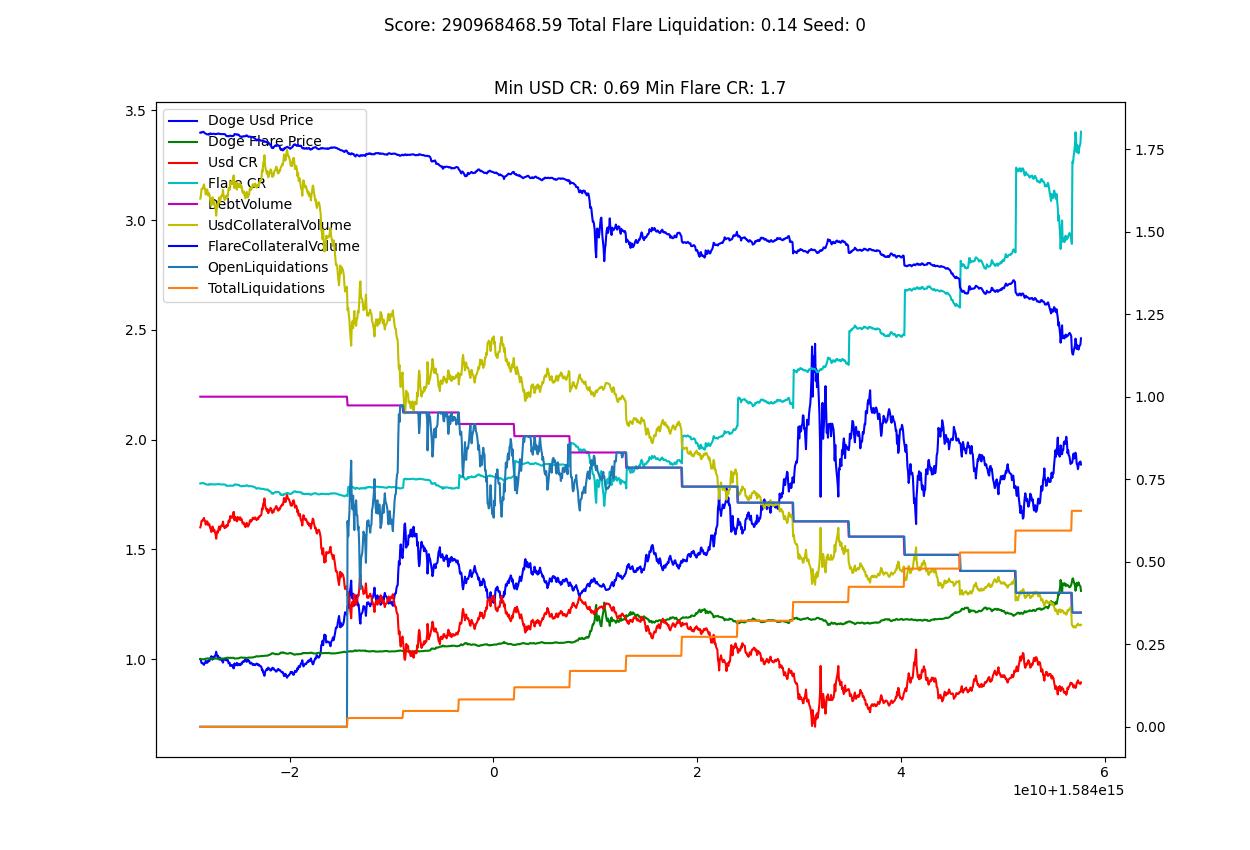 Score: 290968468.59 Total Flare Liquidation: 0.14 Seed: 0
Min USD CR: 0.69 Min Flare CR: 1.7
Doge Usd Price
Doge Flare Price
Usd CR
Flare CR
DebtVolume
UsdCollateralVolume
FlareCollateralVolume
OpenLiquidations
TotalLiquidations
3.5
3.0
2.5
2.0
1.5
1.0
1.75
1.50
1.25
1.00
0.75
0.50
0.25
0.00
−2
0
2
4
6
1e10+1.584e15